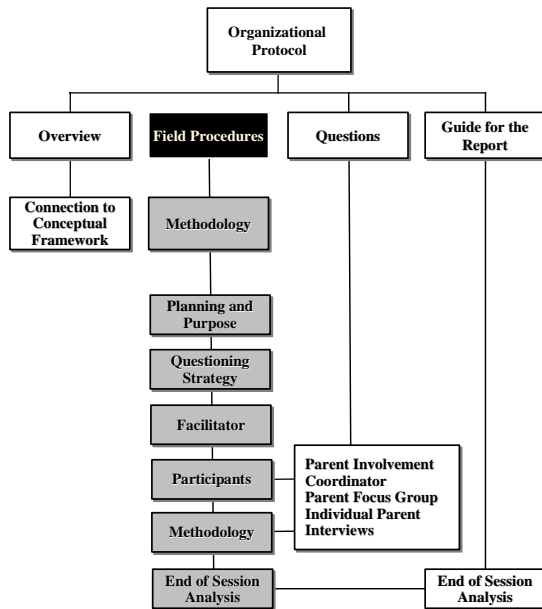 Organizational
Protocol
Overview
Field Procedures
Questions
Guide for the
Report
Connection to
Conceptual
Framework
Methodology
Planning and
Purpose
Questioning
Strategy
Facilitator
Participants
Parent Involvement
Coordinator
Parent Focus Group
Individual Parent
Interviews
Methodology
End of Session
Analysis
End of Session
Analysis